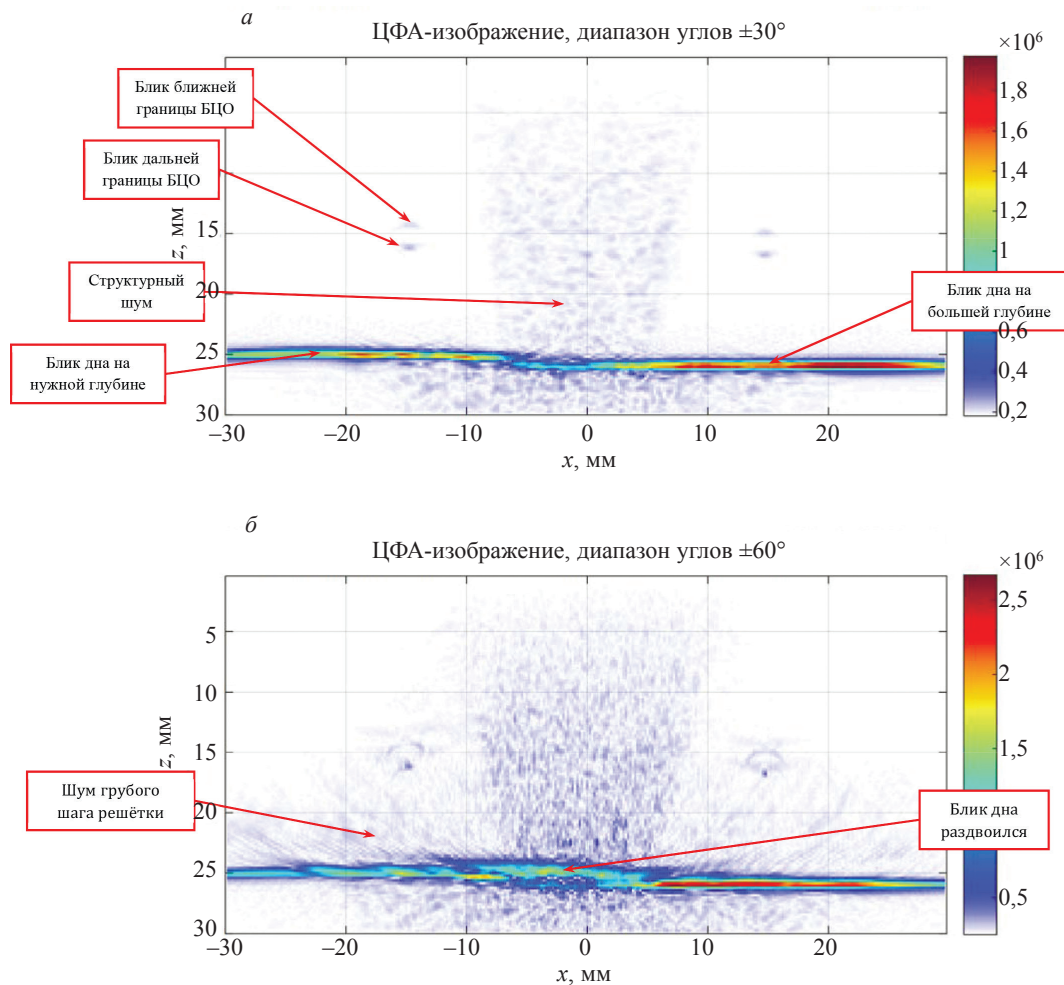 а
ЦФА-изображение, диапазон углов ±30°
×10⁶
Блик ближней
границы БЦО
Блик дальней
границы БЦО
Структурный
шум
Блик дна на
нужной глубине
Блик дна на
большей глубине
1,8
1,6
1,4
1,2
1
0,6
0,4
0,2
z, мм
15
20
25
30
–30
–20
–10
0
10
20
x, мм
б
ЦФА-изображение, диапазон углов ±60°
×10⁶
2,5
2
1,5
0,5
Шум грубого
шага решётки
Блик дна
раздвоился
z, мм
5
10
15
20
25
30
–30
–20
–10
0
10
20
x, мм